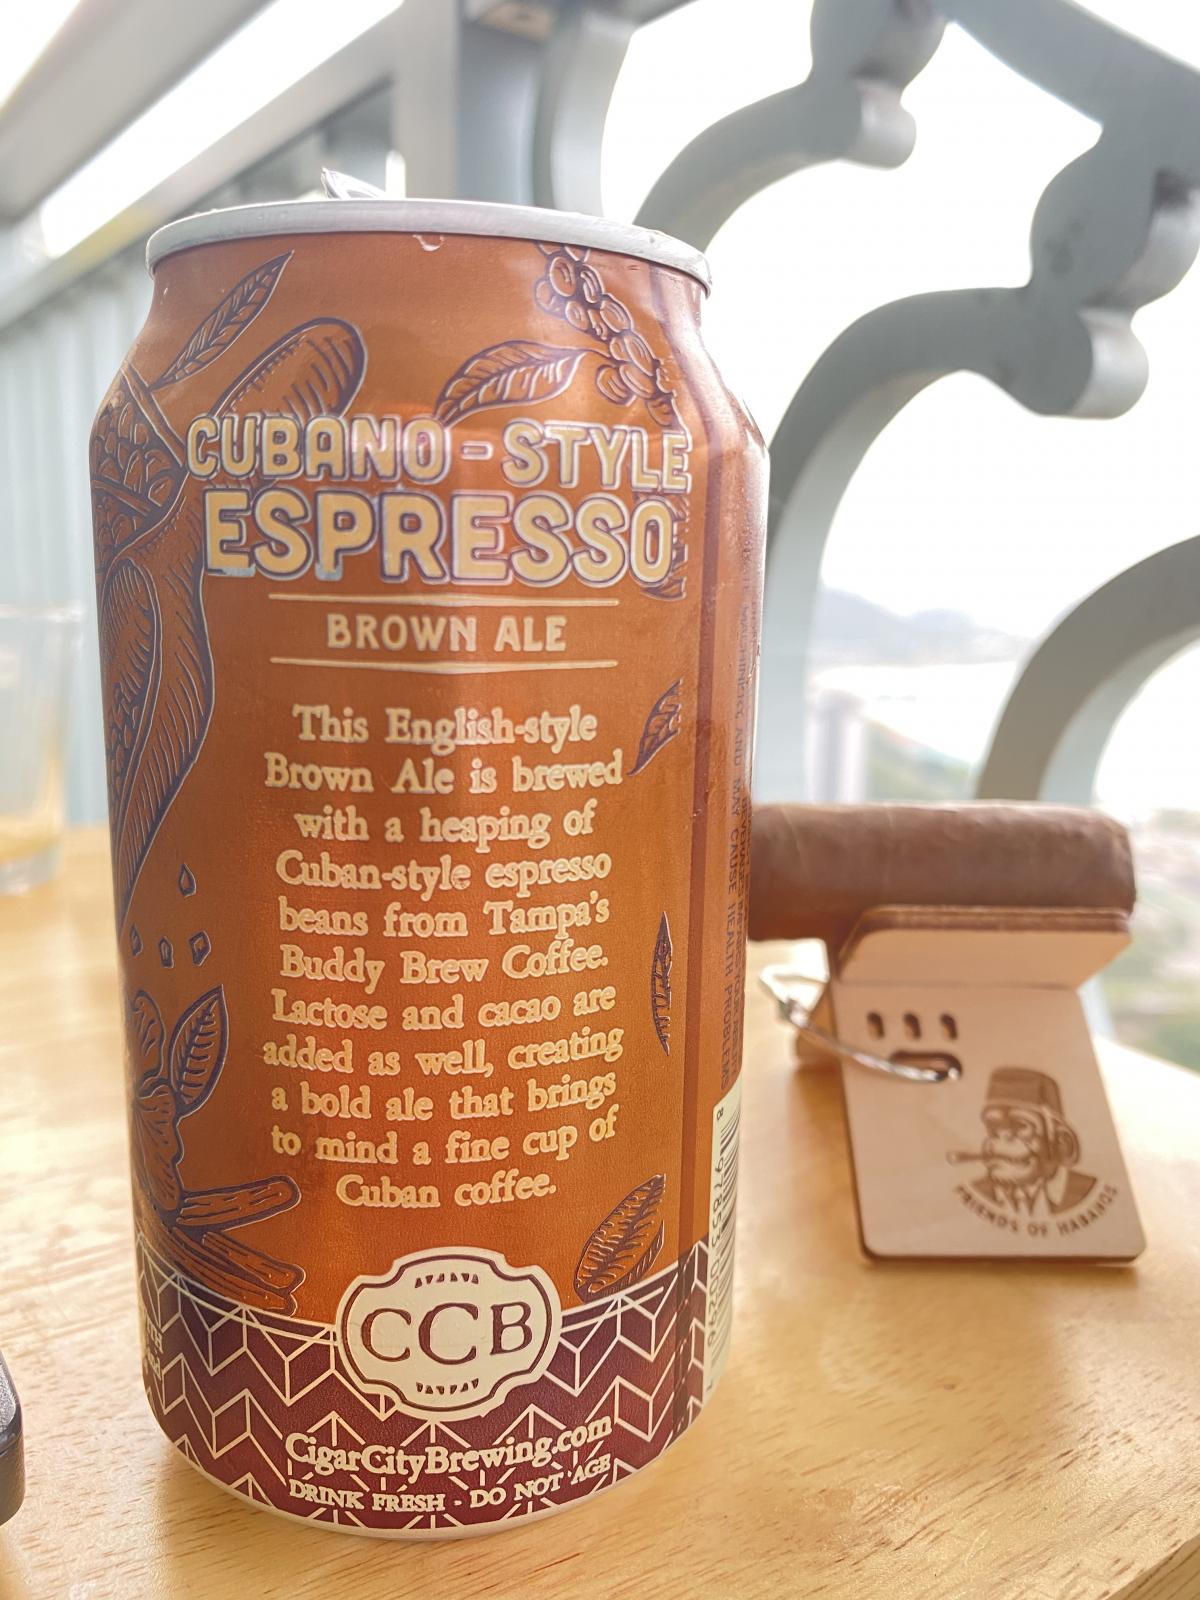 CUBANO-STYLE
ESPRESSO
BROWN ALE
This English-style
Brown Ale is brewed
with a heaping of
Cuban-style espresso
beans from Tampa's
Buddy Brew Coffee.
Lactose and cacao are
added as well, creating
a bold ale that brings
to mind a fine cup of
Cuban coffee.
CCB
CigarCityBrewing.com
DRINK FRESH - DO NOT AGE
MACHINERY, AND MAY CAUSE HEALTH PROBLEMS
FRIENDS OF HABANOS